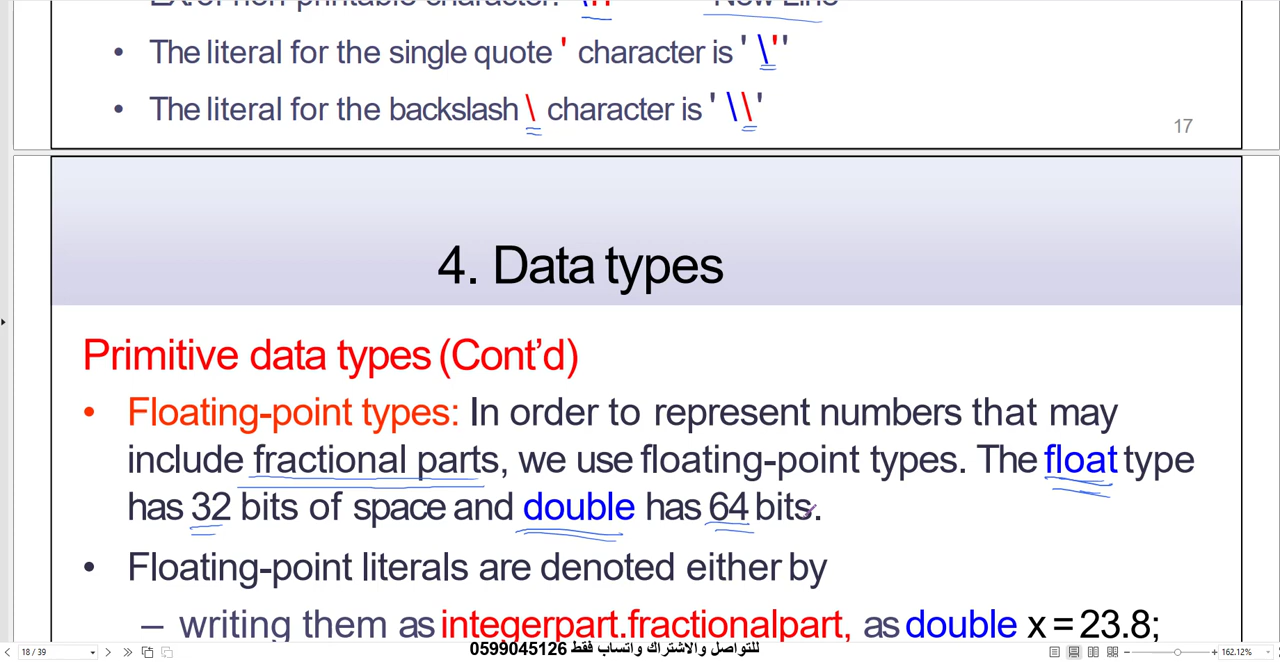 • The literal for the single quote ' character is '\''
• The literal for the backslash \ character is '\\'
17
4. Data types
Primitive data types (Cont'd)
• Floating-point types: In order to represent numbers that may
include fractional parts, we use floating-point types. The float type
has 32 bits of space and double has 64 bits.
• Floating-point literals are denoted either by
– writing them as integerpart.fractionalpart, as double x = 23.8;
للتواصل والاشتراك واتساب فقط 0599045126
18 / 39
162.12%